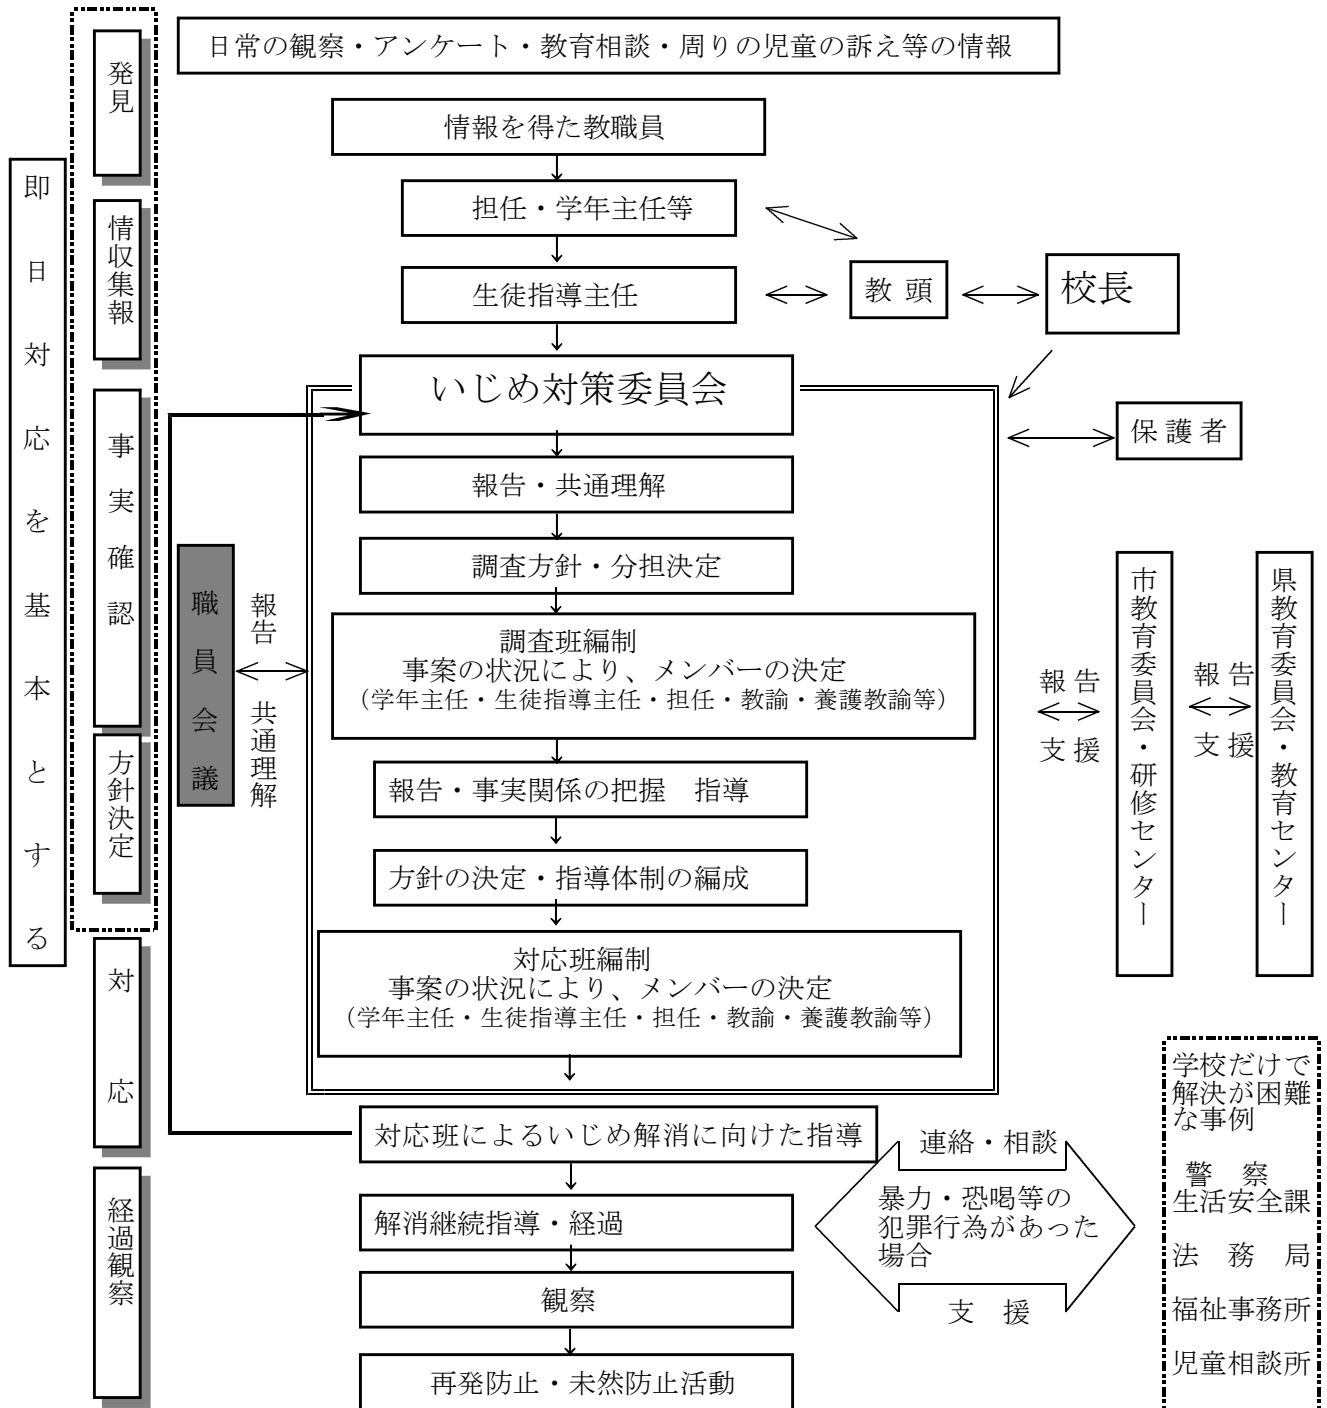 日常の観察・アンケート・教育相談・周りの児童の訴え等の情報
発見
情収集報
事実確認
方針決定
対応
経過観察
即日対応を基本とする
情報を得た教職員
担任・学年主任等
生徒指導主任
教頭
校長
いじめ対策委員会
保護者
報告・共通理解
調査方針・分担決定
調査班編制
事案の状況により、メンバーの決定
（学年主任・生徒指導主任・担任・教諭・養護教諭等）
職員会議
報告
共通理解
報告・事実関係の把握　指導
方針の決定・指導体制の編成
対応班編制
事案の状況により、メンバーの決定
（学年主任・生徒指導主任・担任・教諭・養護教諭等）
報告
支援
市教育委員会・研修センター
報告
支援
県教育委員会・教育センター
対応班によるいじめ解消に向けた指導
解消継続指導・経過
観察
再発防止・未然防止活動
連絡・相談
暴力・恐喝等の
犯罪行為があった
場合
支　援
学校だけで
解決が困難
な事例
警　察
生活安全課
法　務　局
福祉事務所
児童相談所